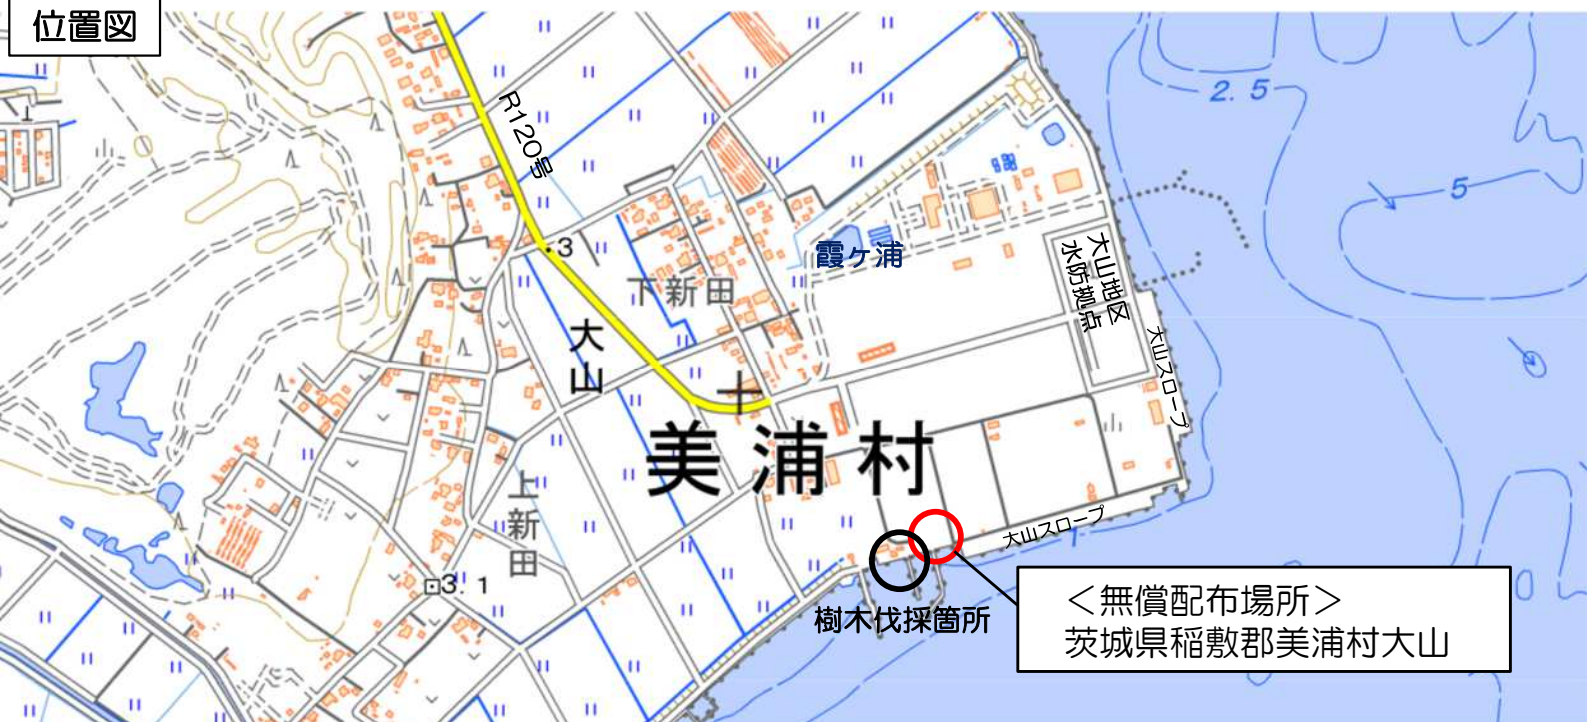 位置図
2.5
R120号
5
・3
霞ヶ浦
大山地区
水防拠点
下新田
大山
大山スロープ
美浦村
上新田
大山スロープ
1
3.1
樹木伐採箇所
＜無償配布場所＞
茨城県稲敷郡美浦村大山